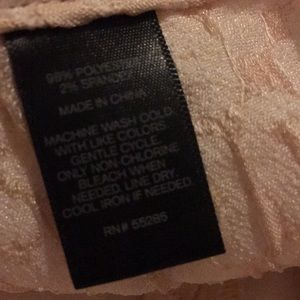 98% POLYESTER
2% SPANDEX
MADE IN CHINA
MACHINE WASH COLD
WITH LIKE COLORS
GENTLE CYCLE.
ONLY NON CHLORINE
BLEACH WHEN
NEEDED. LINE DRY.
COOL IRON IF NEEDED.
RN# 55285